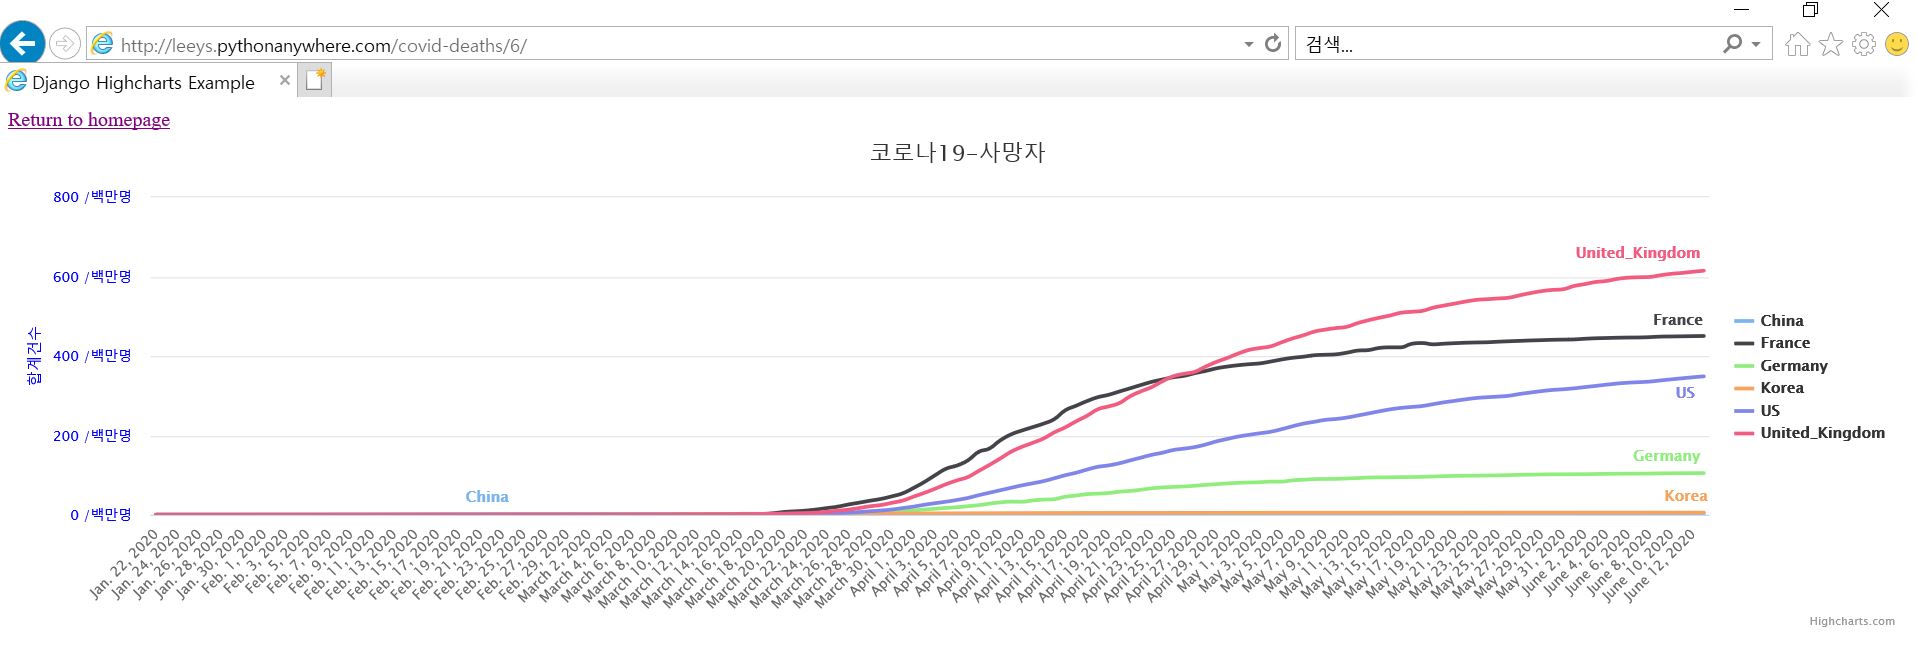 http://leeys.pythonanywhere.com/covid-deaths/6/
검색...
Django Highcharts Example
Return to homepage
코로나19-사망자
800 /백만명
600 /백만명
400 /백만명
200 /백만명
0 /백만명
합계건수
United_Kingdom
France
US
Germany
Korea
China
China
France
Germany
Korea
US
United_Kingdom
Jan. 22, 2020
Jan. 24, 2020
Jan. 26, 2020
Jan. 28, 2020
Jan. 30, 2020
Feb. 1, 2020
Feb. 3, 2020
Feb. 5, 2020
Feb. 7, 2020
Feb. 9, 2020
Feb. 11, 2020
Feb. 13, 2020
Feb. 15, 2020
Feb. 17, 2020
Feb. 19, 2020
Feb. 21, 2020
Feb. 23, 2020
Feb. 25, 2020
Feb. 27, 2020
Feb. 29, 2020
March 2, 2020
March 4, 2020
March 6, 2020
March 8, 2020
March 10, 2020
March 12, 2020
March 14, 2020
March 16, 2020
March 18, 2020
March 20, 2020
March 22, 2020
March 24, 2020
March 26, 2020
March 28, 2020
March 30, 2020
April 1, 2020
April 3, 2020
April 5, 2020
April 7, 2020
April 9, 2020
April 11, 2020
April 13, 2020
April 15, 2020
April 17, 2020
April 19, 2020
April 21, 2020
April 23, 2020
April 25, 2020
April 27, 2020
April 29, 2020
May 1, 2020
May 3, 2020
May 5, 2020
May 7, 2020
May 9, 2020
May 11, 2020
May 13, 2020
May 15, 2020
May 17, 2020
May 19, 2020
May 21, 2020
May 23, 2020
May 25, 2020
May 27, 2020
May 29, 2020
May 31, 2020
June 2, 2020
June 4, 2020
June 6, 2020
June 8, 2020
June 10, 2020
June 12, 2020
Highcharts.com